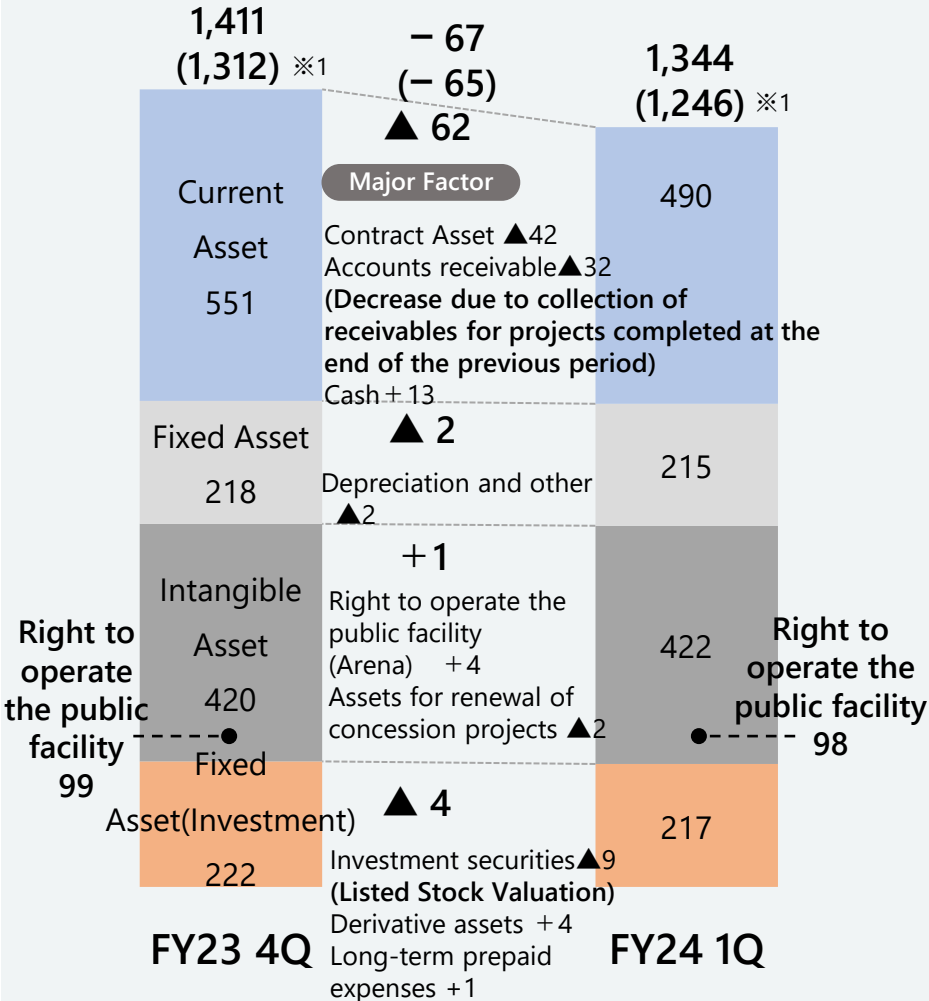 1,411
(1,312) ※1
－ 67
(－ 65)
1,344
(1,246) ※1
▲ 62
Major Factor
Current
Asset
551
Contract Asset ▲42
Accounts receivable▲32
(Decrease due to collection of
receivables for projects completed at the
end of the previous period)
Cash＋13
490
Fixed Asset
218
▲ 2
Depreciation and other
▲2
215
Intangible
Asset
420
＋1
Right to operate the
public facility
(Arena) ＋4
Assets for renewal of
concession projects ▲2
422
Right to
operate
the public
facility
99
Right to
operate the
public facility
98
Fixed
Asset(Investment)
222
▲ 4
Investment securities▲9
(Listed Stock Valuation)
Derivative assets ＋4
Long-term prepaid
expenses +1
217
FY23 4Q
FY24 1Q